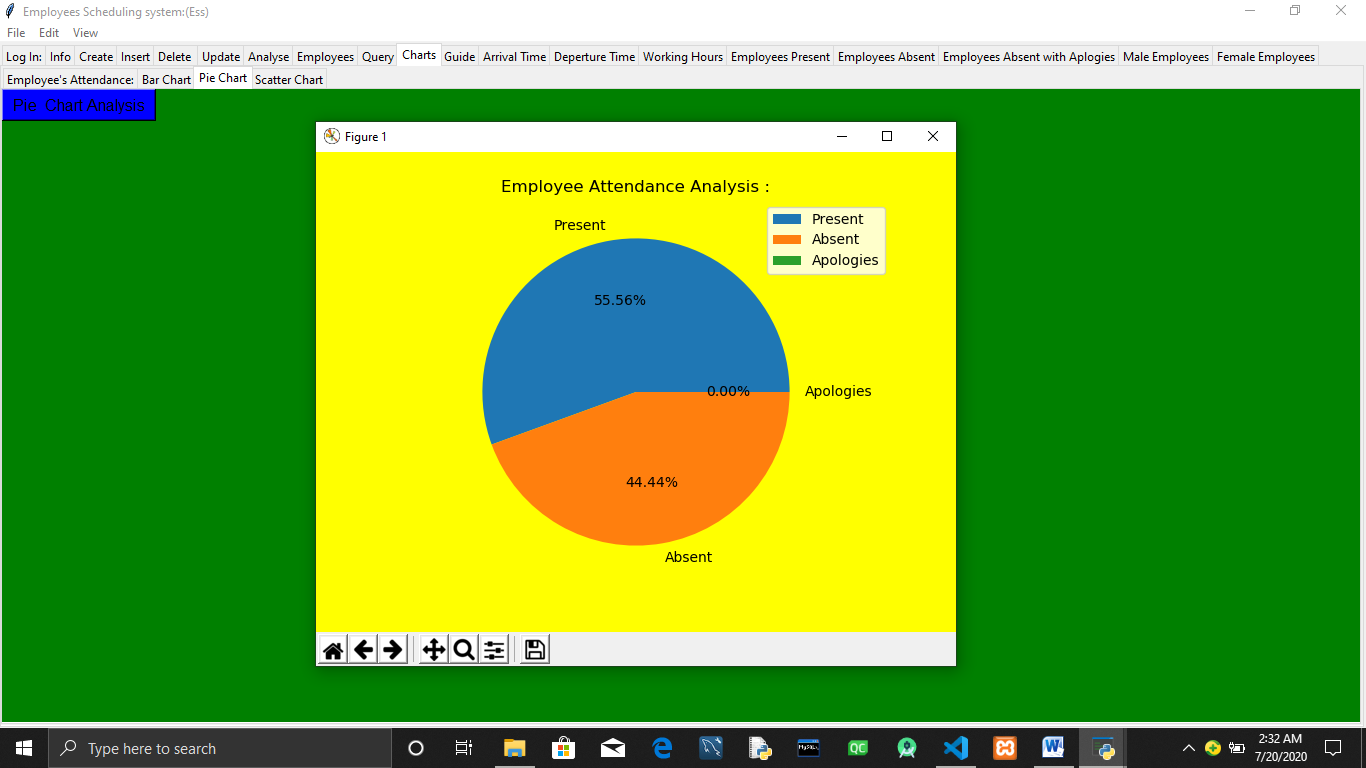 Employees Scheduling system:(Ess)
File Edit View
Log In: Info Create Insert Delete Update Analyse Employees Query Charts Guide Arrival Time Deperture Time Working Hours Employees Present Employees Absent Employees Absent with Aplogies Male Employees Female Employees
Employee's Attendance: Bar Chart Pie Chart Scatter Chart
Pie Chart Analysis
Figure 1
Employee Attendance Analysis :
Present
Absent
Apologies
Present
55.56%
0.00%
Apologies
44.44%
Absent
Type here to search
MySQL
QC
2:32 AM
7/20/2020